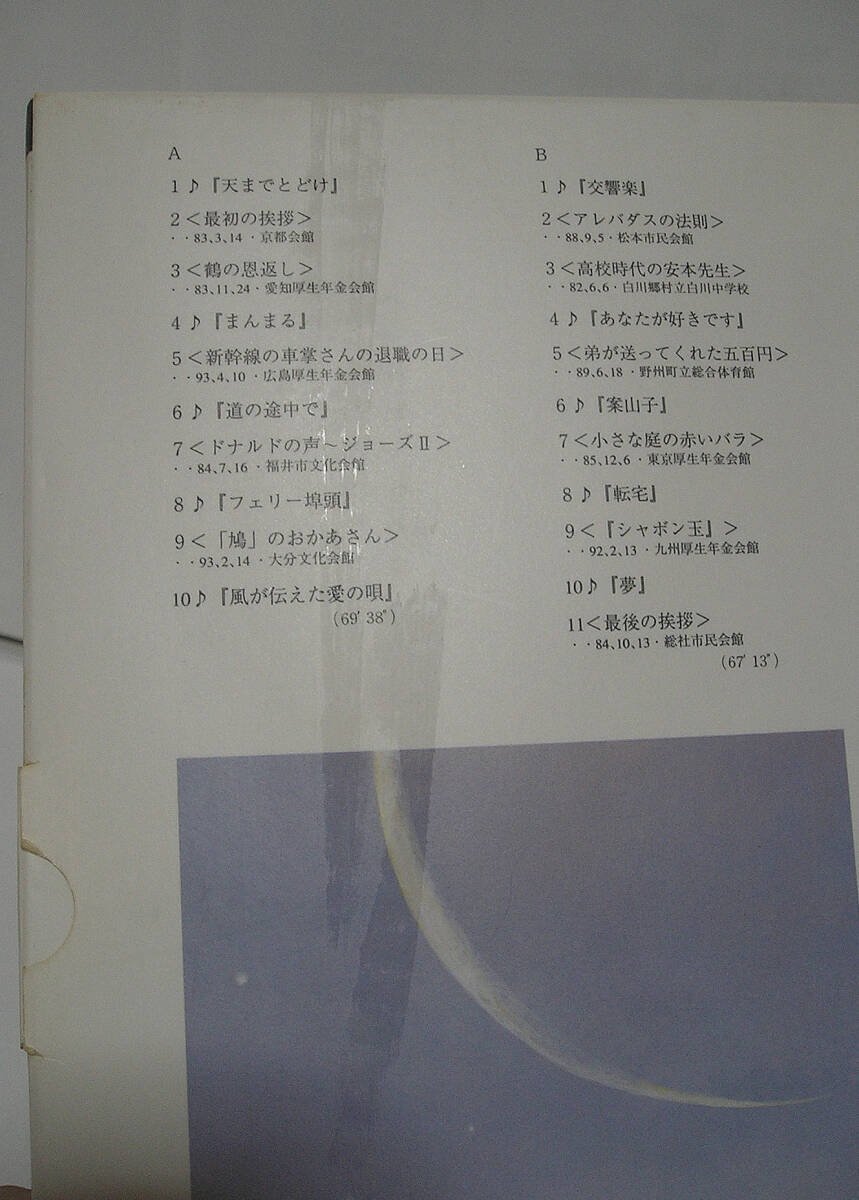 A
1♪『天までとどけ』
2<最初の挨拶>
・・83、3、14・京都会館
3<鶴の恩返し>
・・83、11、24・愛知厚生年金会館
4♪『まんまる』
5<新幹線の車掌さんの退職の日>
・・93、4、10・広島厚生年金会館
6♪『道の途中で』
7<ドナルドの声～ジョーズⅡ>
・・84、7、16・福井市文化会館
8♪『フェリー埠頭』
9<「鳩」のおかあさん>
・・93、2、14・大分文化会館
10♪『風が伝えた愛の唄』
(69′38″)
B
1♪『交響楽』
2<アレバダスの法則>
・・88、9、5・松本市民会館
3<高校時代の安本先生>
・・82、6、6・白川郷村立白川中学校
4♪『あなたが好きです』
5<弟が送ってくれた五百円>
・・89、6、18・野州町立総合体育館
6♪『案山子』
7<小さな庭の赤いバラ>
・・85、12、6・東京厚生年金会館
8♪『転宅』
9<『シャボン玉』>
・・92、2、13・九州厚生年金会館
10♪『夢』
11<最後の挨拶>
・・84、10、13・総社市民会館
(67′13″)